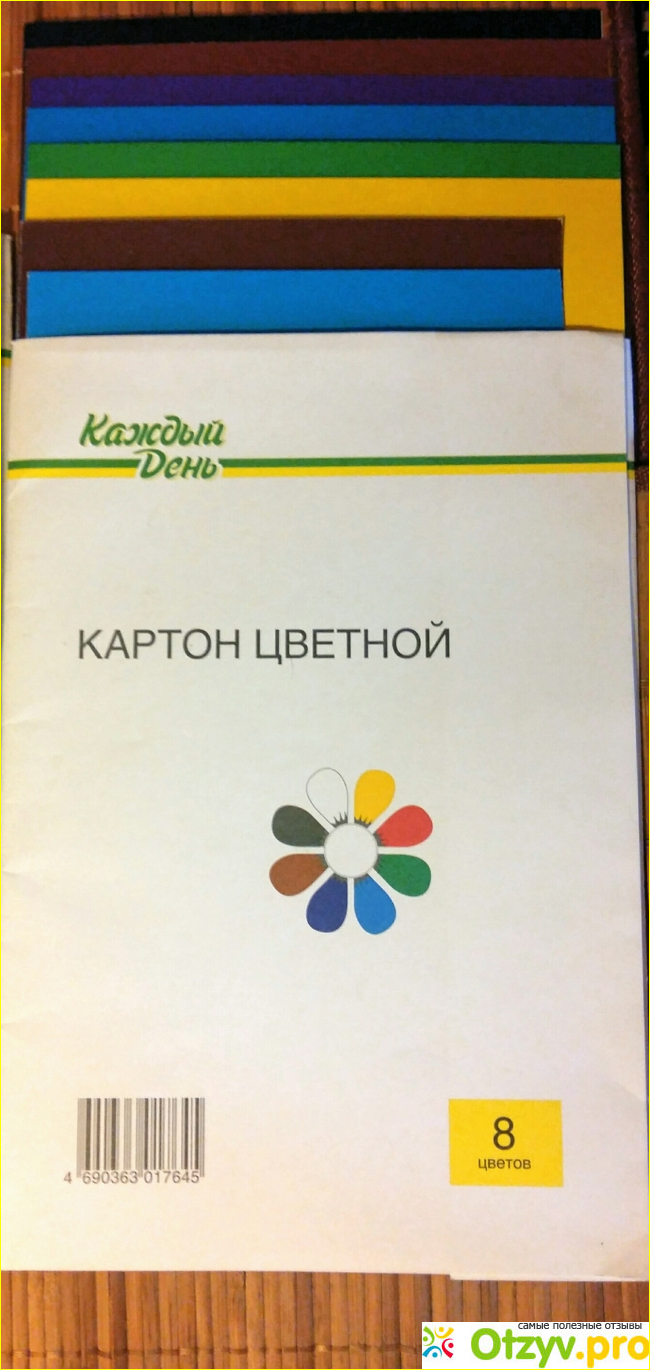 Каждый
День
КАРТОН ЦВЕТНОЙ
4 690363 017645
8
цветов
самые полезные отзывы
Otzyv.pro